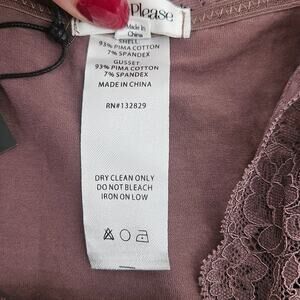 Please
Made in
China
SHELL
93% PIMA COTTON
7% SPANDEX
GUSSET
93% PIMA COTTON
7% SPANDEX
MADE IN CHINA
RN#132829
DRY CLEAN ONLY
DO NOT BLEACH
IRON ON LOW